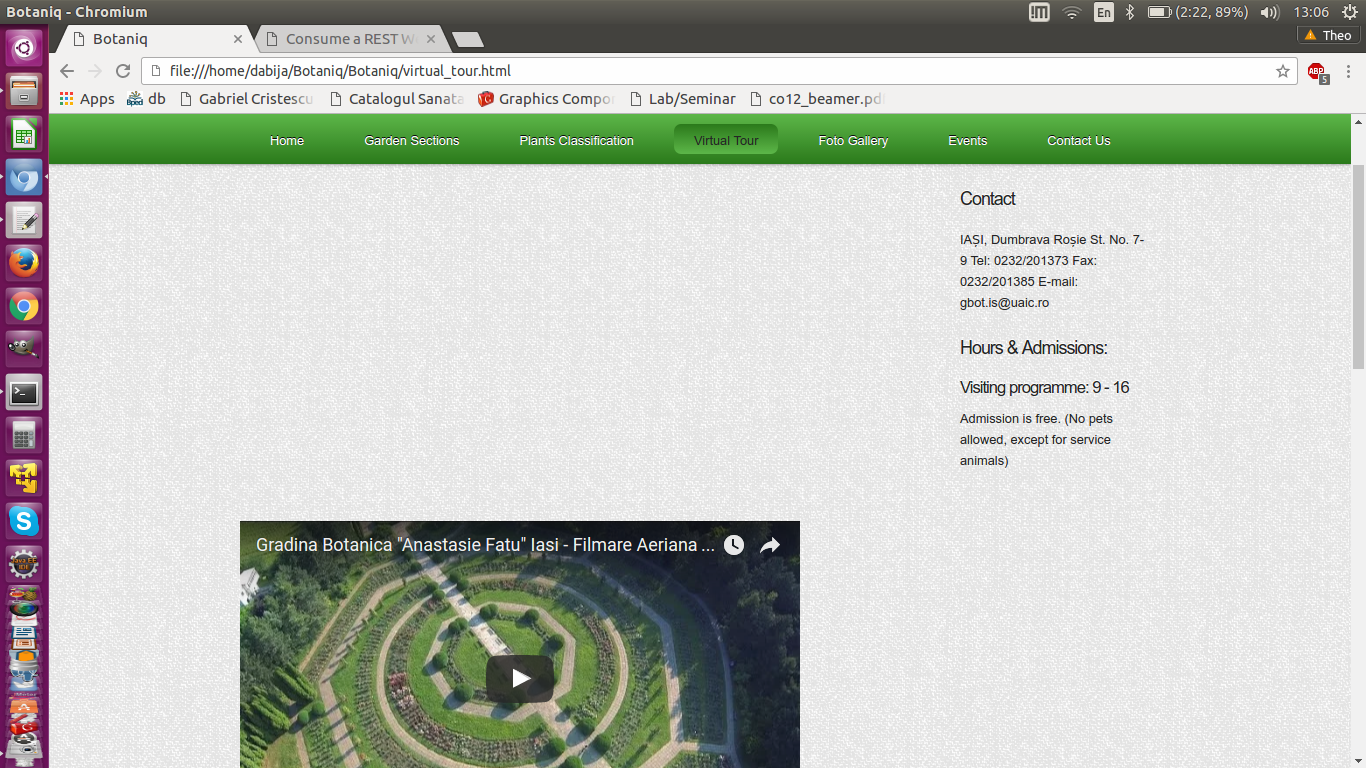 Botaniq - Chromium
En
(2:22, 89%)
13:06
Botaniq
Consume a REST W
Theo
file:///home/dabija/Botaniq/Botaniq/virtual_tour.html
ABP
5
Apps
db
Gabriel Cristescu
Catalogul Sanata
Graphics Compo
Lab/Seminar
co12_beamer.pd
Home
Garden Sections
Plants Classification
Virtual Tour
Foto Gallery
Events
Contact Us
Contact
IAȘI, Dumbrava Roșie St. No. 7-
9 Tel: 0232/201373 Fax:
0232/201385 E-mail:
gbot.is@uaic.ro
Hours & Admissions:
Visiting programme: 9 - 16
Admission is free. (No pets
allowed, except for service
animals)
Gradina Botanica "Anastasie Fatu" Iasi - Filmare Aeriana ...